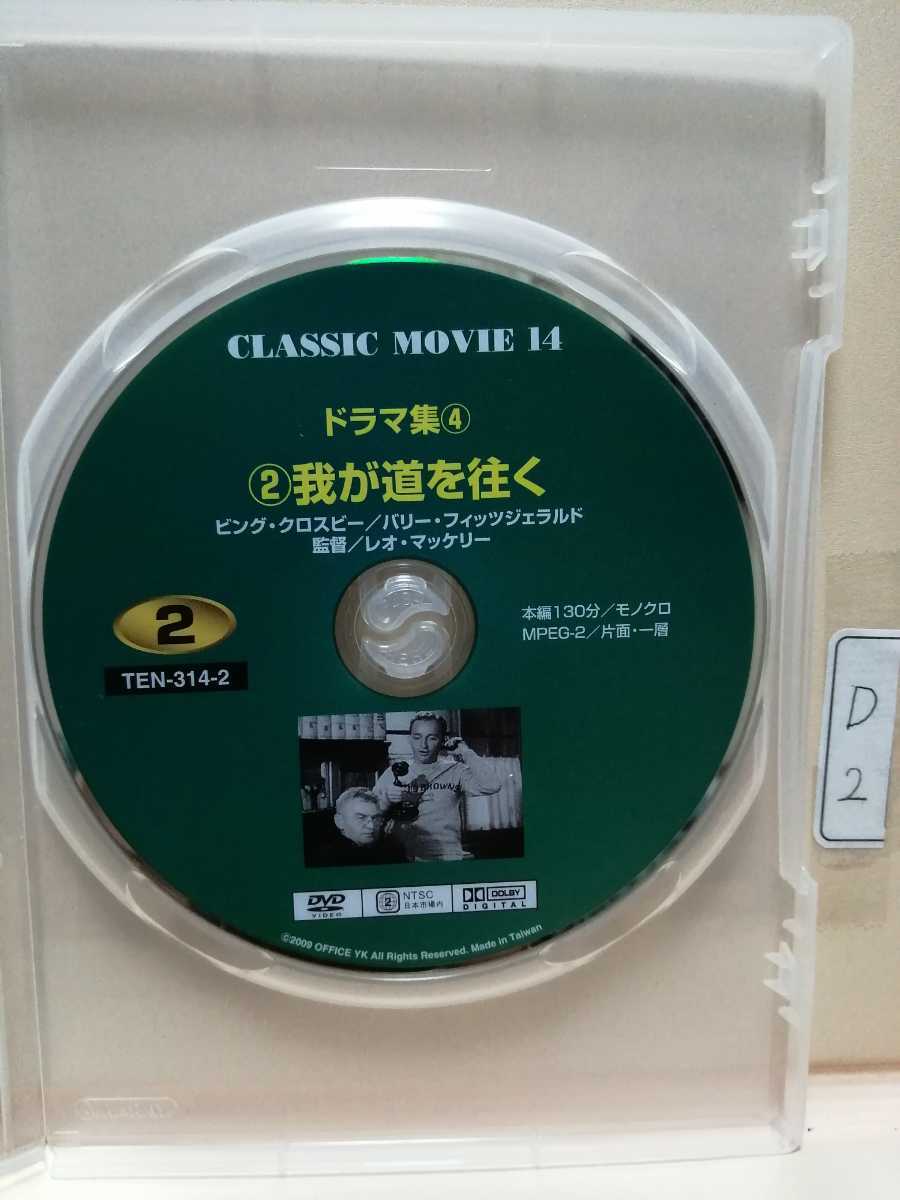 CLASSIC MOVIE 14
ドラマ集④
②我が道を往く
ビング・クロスビー／バリー・フィッツジェラルド
監督／レオ・マッケリー
2
TEN-314-2
本編130分／モノクロ
MPEG-2／片面・一層
DVD
VIDEO
2
NTSC
日本市場内
DOLBY
DIGITAL
©2009 OFFICE YK All Rights Reserved. Made in Taiwan
D
2